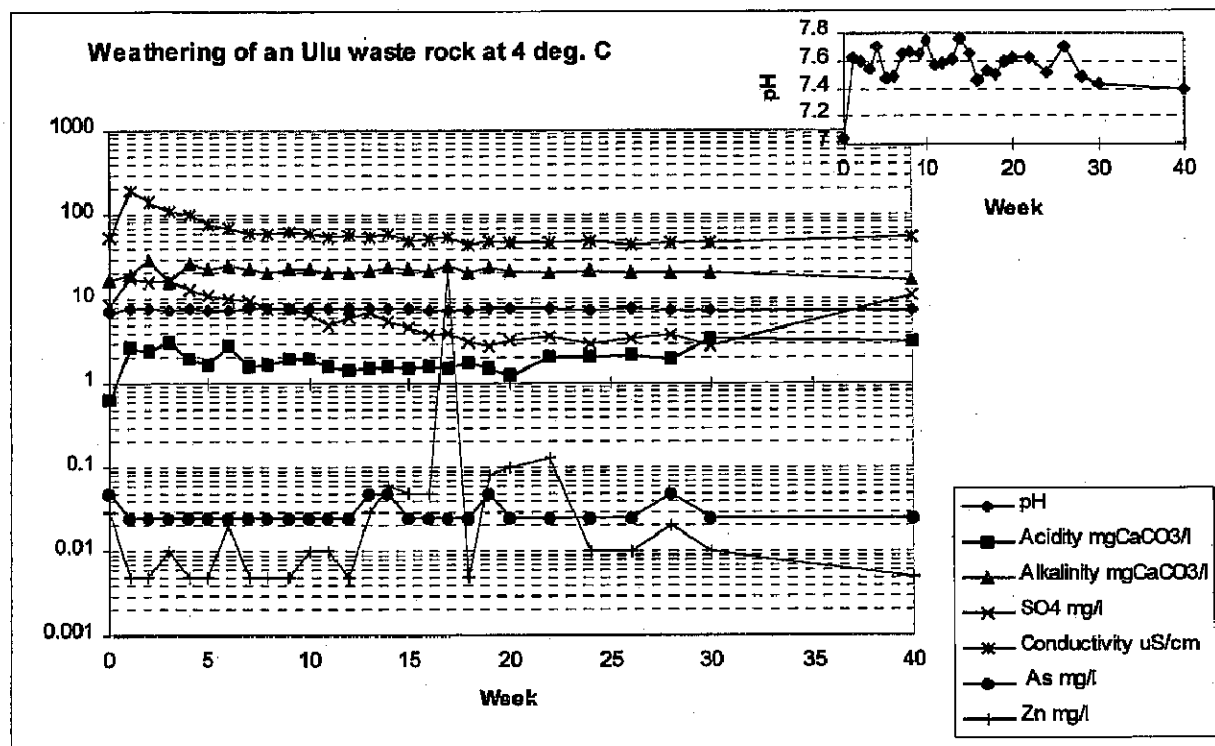 Weathering of an Ulu waste rock at 4 deg. C
7.8
7.6
7.4
7.2
7
pH
0 10 20 30 40
Week
1000
100
10
1
0.1
0.01
0.001
0 5 10 15 20 25 30 35 40
Week
pH
Acidity mgCaCO3/l
Alkalinity mgCaCO3/l
SO4 mg/l
Conductivity uS/cm
As mg/l
Zn mg/l